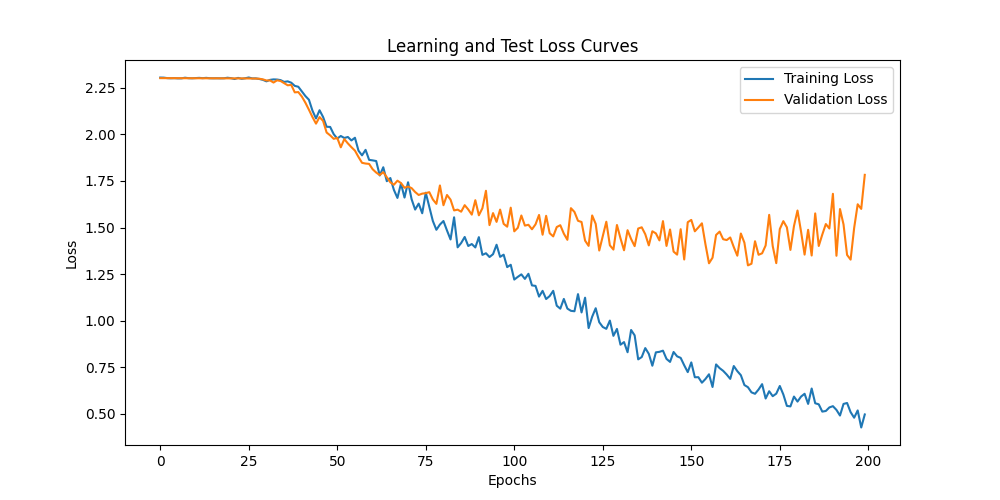 Learning and Test Loss Curves
Training Loss
Validation Loss
2.25
2.00
1.75
1.50
1.25
1.00
0.75
0.50
Loss
0 25 50 75 100 125 150 175 200
Epochs